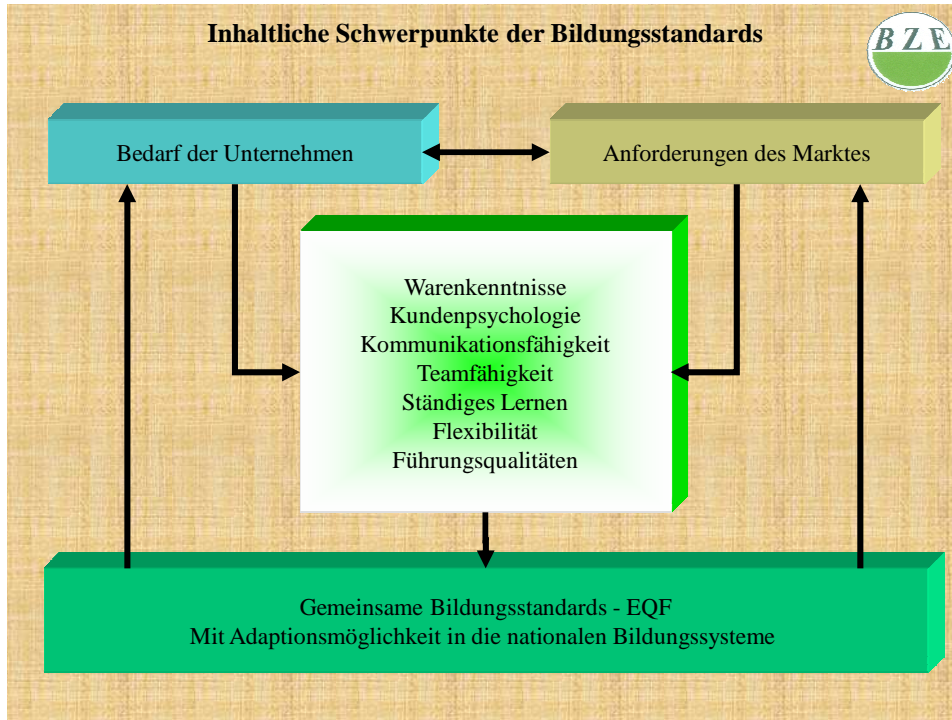 Inhaltliche Schwerpunkte der Bildungsstandards
BZE
Bedarf der Unternehmen
Anforderungen des Marktes
Warenkenntnisse
Kundenpsychologie
Kommunikationsfähigkeit
Teamfähigkeit
Ständiges Lernen
Flexibilität
Führungsqualitäten
Gemeinsame Bildungsstandards - EQF
Mit Adaptionsmöglichkeit in die nationalen Bildungssysteme